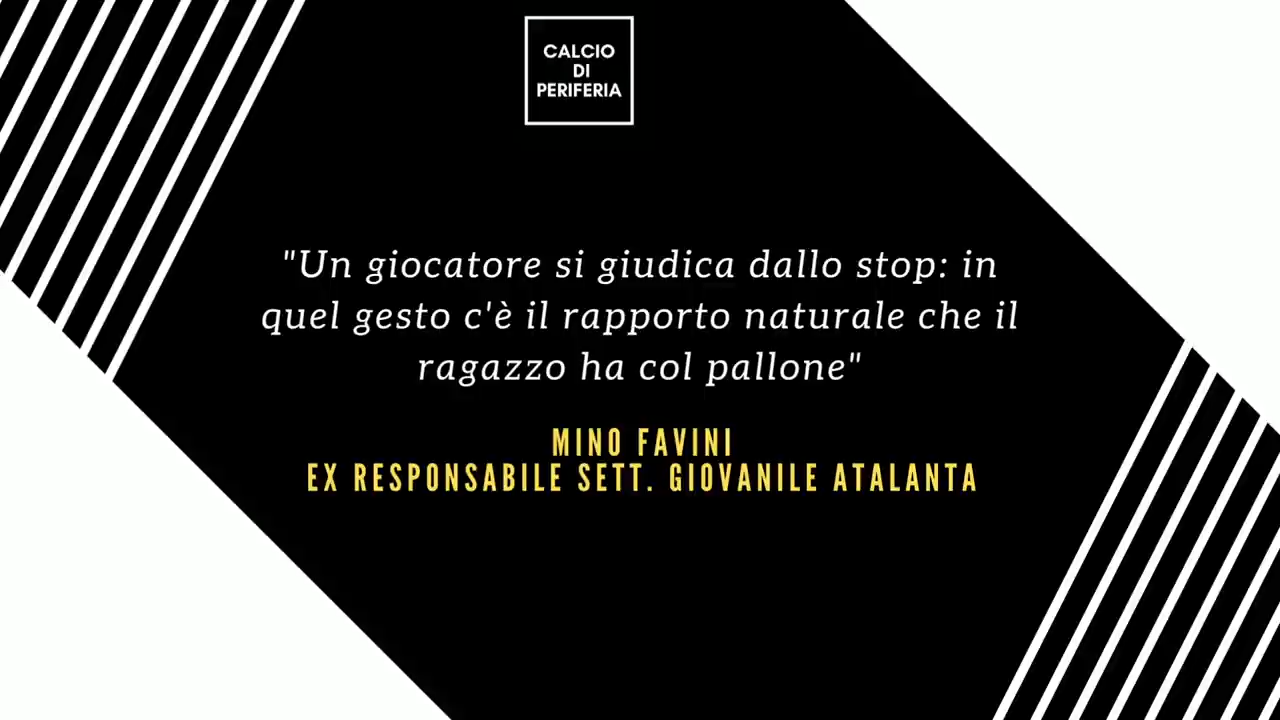 CALCIO
DI
PERIFERIA
"Un giocatore si giudica dallo stop: in
quel gesto c'è il rapporto naturale che il
ragazzo ha col pallone"
MINO FAVINI
EX RESPONSABILE SETT. GIOVANILE ATALANTA